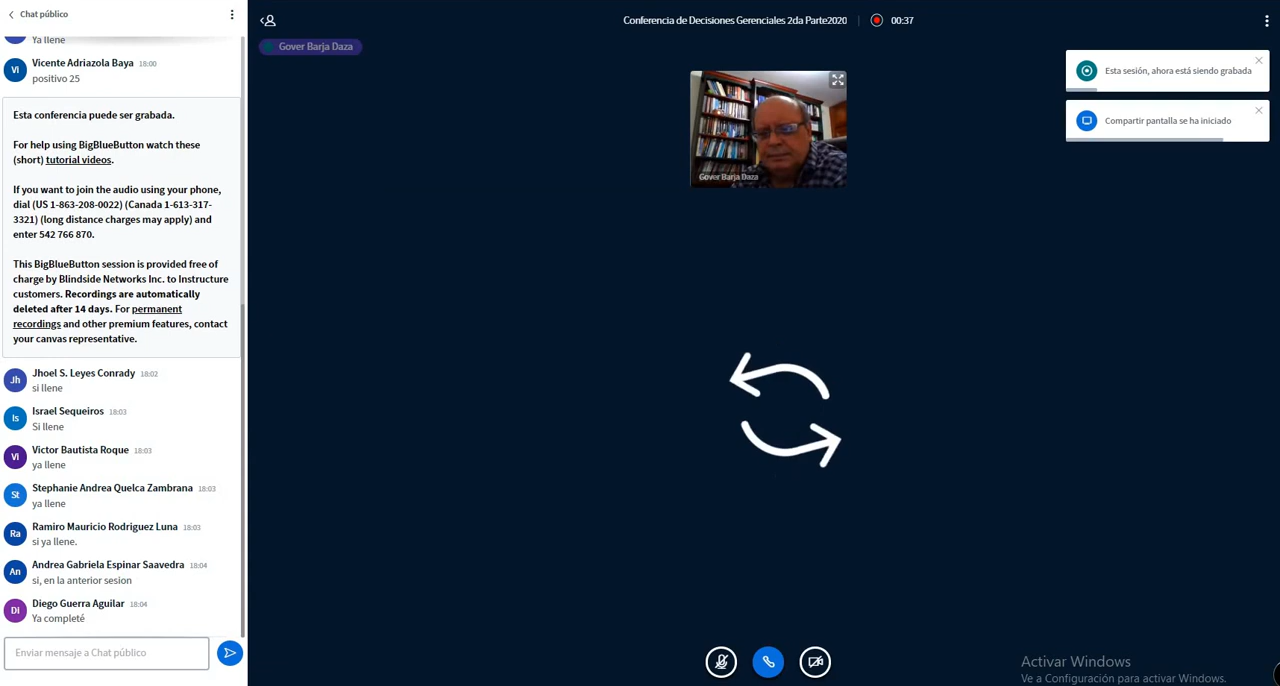 Chat público
Ya llene
VI
Vicente Adriazola Baya 18:00
positivo 25
Esta conferencia puede ser grabada.
For help using BigBlueButton watch these
(short) tutorial videos.
If you want to join the audio using your phone,
dial (US 1-863-208-0022) (Canada 1-613-317-
3321) (long distance charges may apply) and
enter 542 766 870.
This BigBlueButton session is provided free of
charge by Blindside Networks Inc. to Instructure
customers. Recordings are automatically
deleted after 14 days. For permanent
recordings and other premium features, contact
your canvas representative.
Jh
Jhoel S. Leyes Conrady 18:02
si llene
Is
Israel Sequeiros 18:03
Si llene
VI
Victor Bautista Roque 18:03
ya llene
St
Stephanie Andrea Quelca Zambrana 18:03
ya llene
Ra
Ramiro Mauricio Rodriguez Luna 18:03
si ya llene.
An
Andrea Gabriela Espinar Saavedra 18:04
si, en la anterior sesion
DI
Diego Guerra Aguilar 18:04
Ya completé
Enviar mensaje a Chat público
Conferencia de Decisiones Gerenciales 2da Parte2020 00:37
Gover Barja Daza
Gover Barja Daza
Esta sesión, ahora está siendo grabada
Compartir pantalla se ha iniciado
Activar Windows
Ve a Configuración para activar Windows.